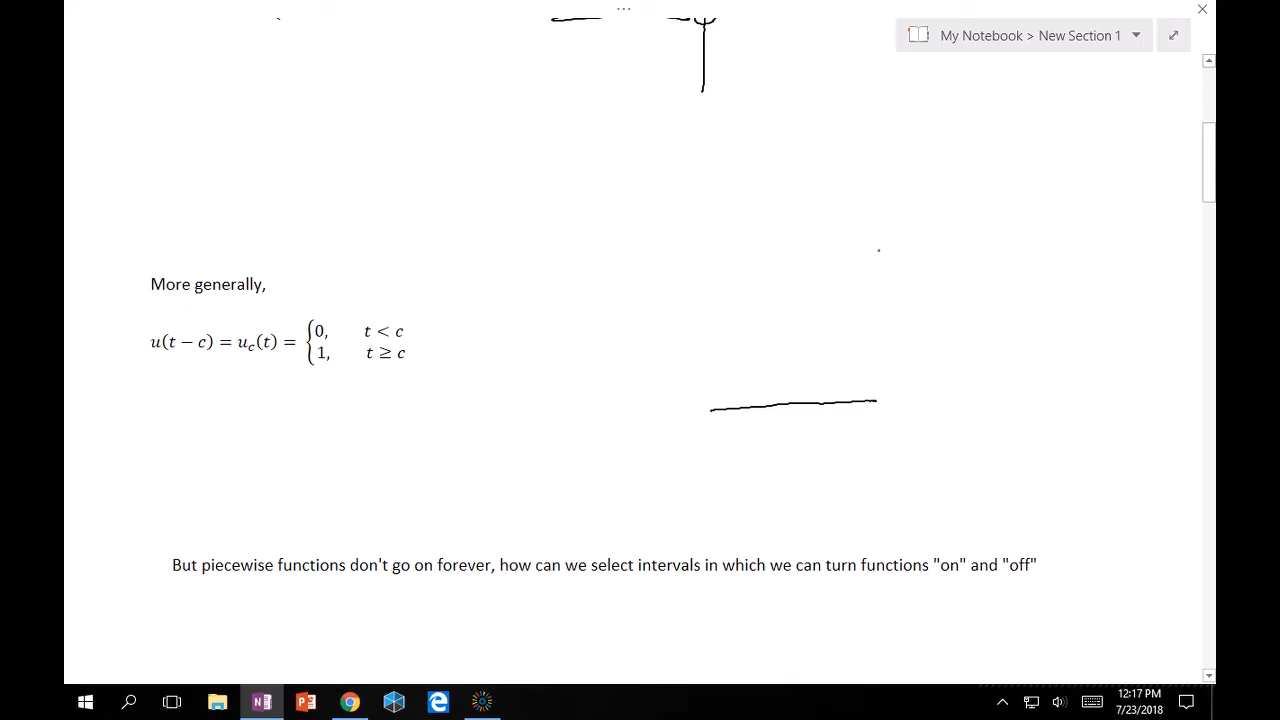 My Notebook > New Section 1
More generally,
u(t − c) = u_c(t) = { 0, t < c
1, t ≥ c
But piecewise functions don't go on forever, how can we select intervals in which we can turn functions "on" and "off"
12:17 PM
7/23/2018